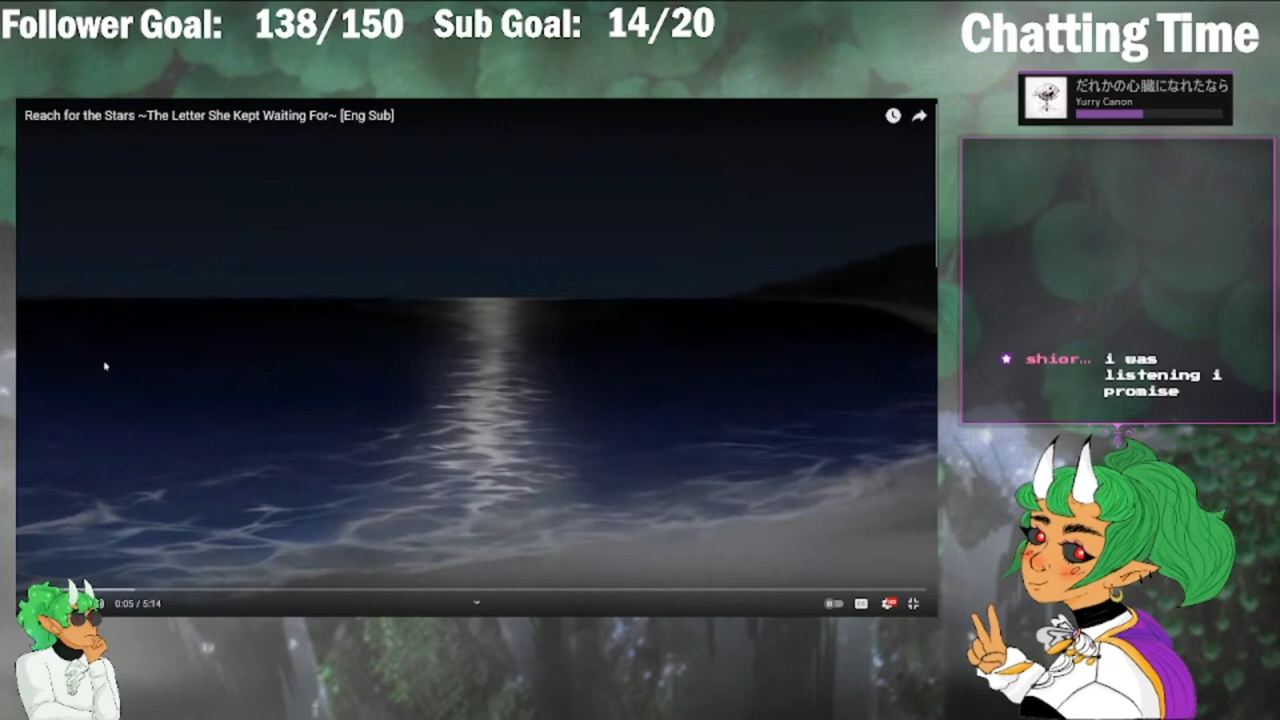 Follower Goal: 138/150 Sub Goal: 14/20
Chatting Time
だれかの心臓になれたなら
Yurry Canon
Reach for the Stars ~The Letter She Kept Waiting For~ [Eng Sub]
shior... i was
listening i
promise
0:05 / 5:14